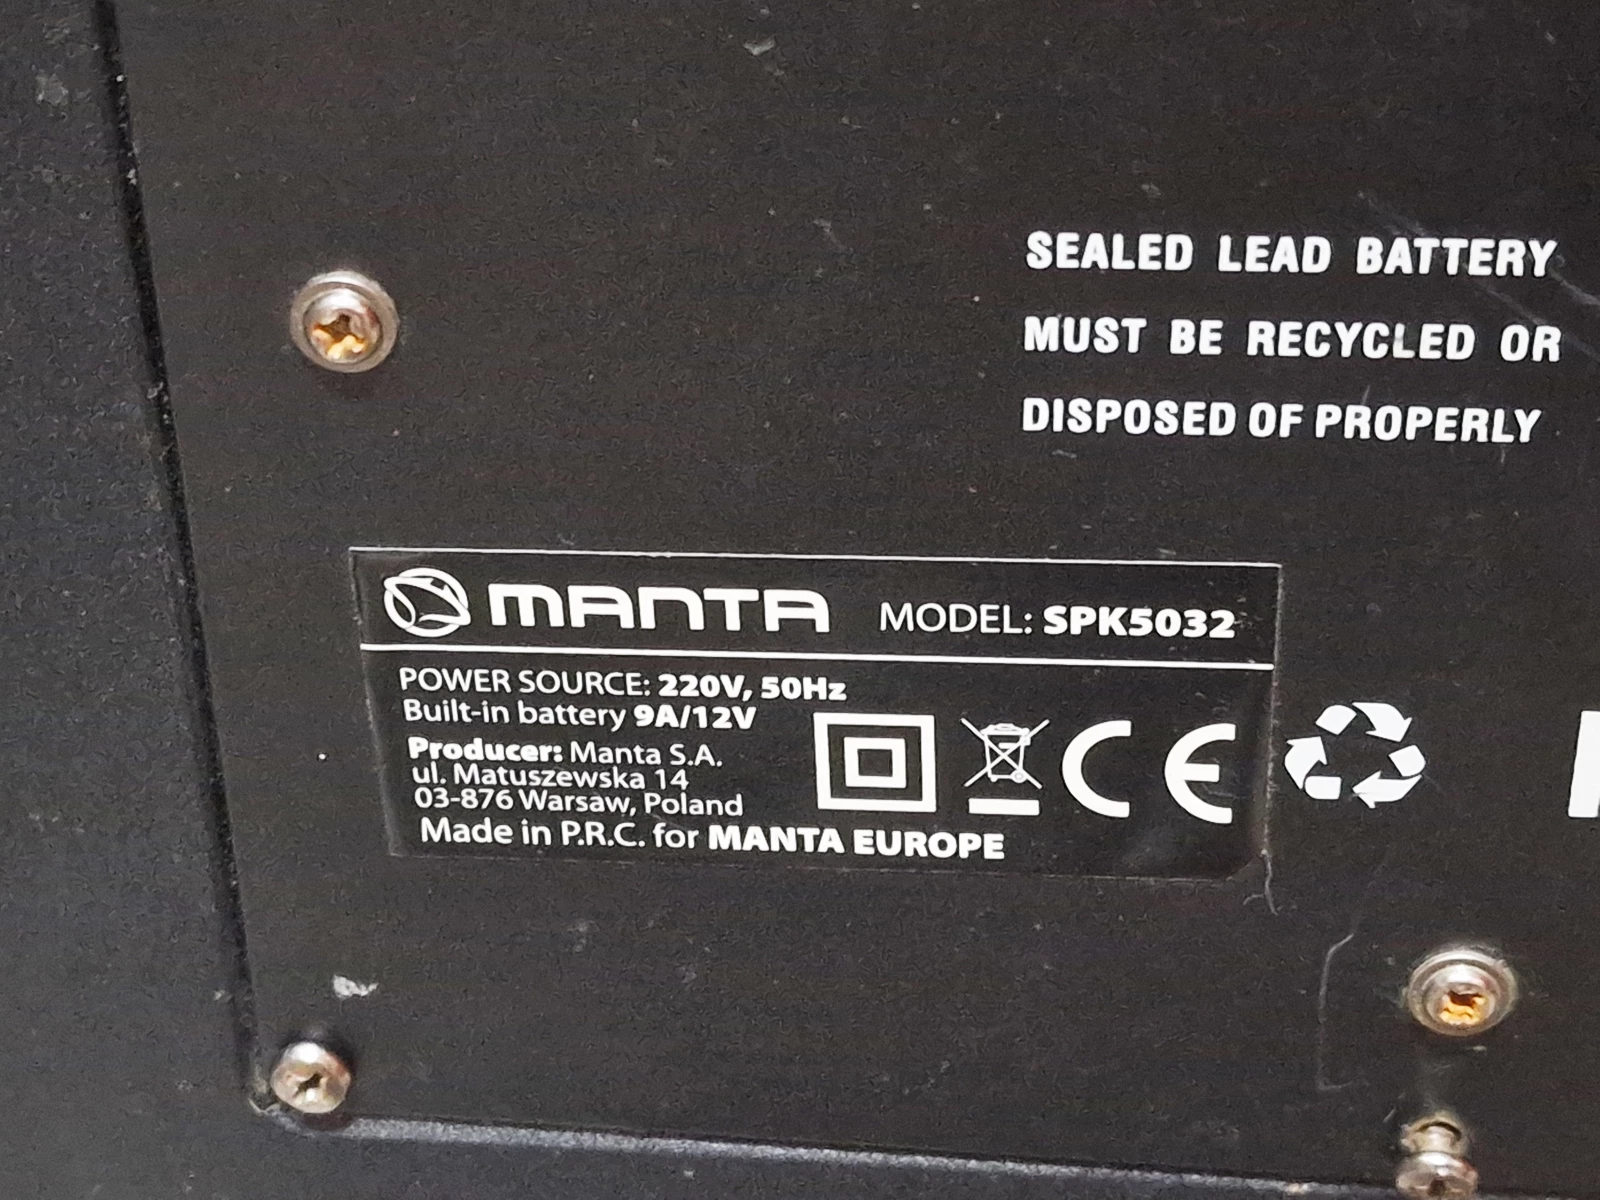 SEALED LEAD BATTERY
MUST BE RECYCLED OR
DISPOSED OF PROPERLY
MANTA MODEL: SPK5032
POWER SOURCE: 220V, 50Hz
Built-in battery 9A/12V
Producer: Manta S.A.
ul. Matuszewska 14
03-876 Warsaw, Poland
Made in P.R.C. for MANTA EUROPE
CE